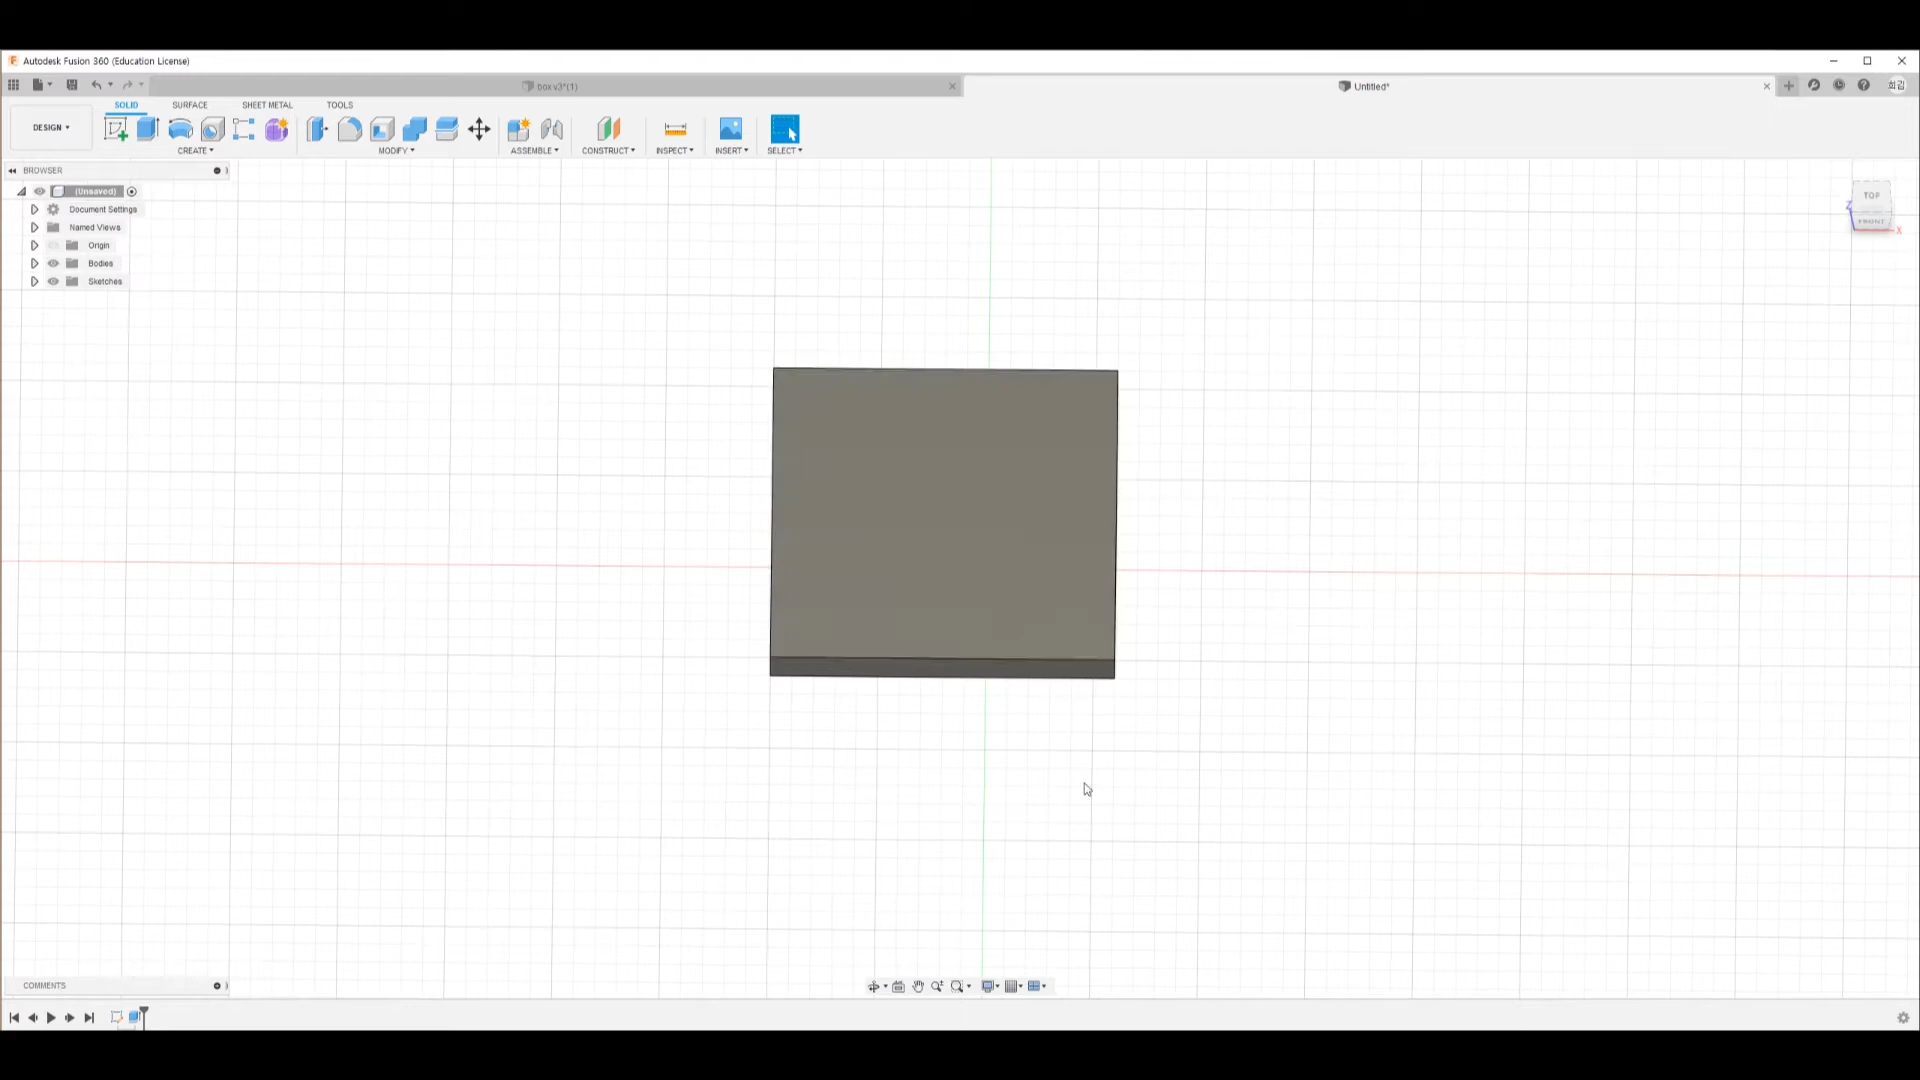 Autodesk Fusion 360 (Education License)
box v3*(1)
Untitled*
SOLID SURFACE SHEET METAL TOOLS
DESIGN
CREATE MODIFY ASSEMBLE CONSTRUCT INSPECT INSERT SELECT
BROWSER
(Unsaved)
Document Settings
Named Views
Origin
Bodies
Sketches
TOP
FRONT
Z
X
COMMENTS